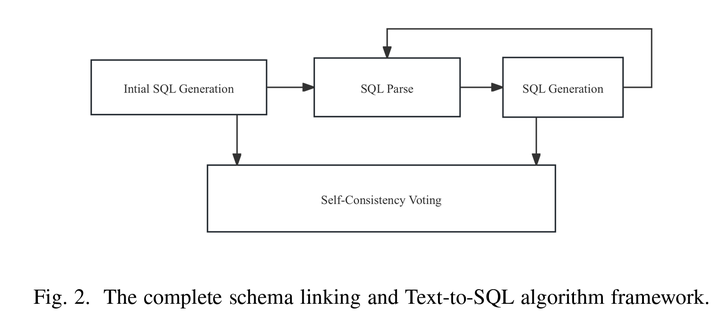 Intial SQL Generation
SQL Parse
SQL Generation
Self-Consistency Voting
Fig. 2. The complete schema linking and Text-to-SQL algorithm framework.